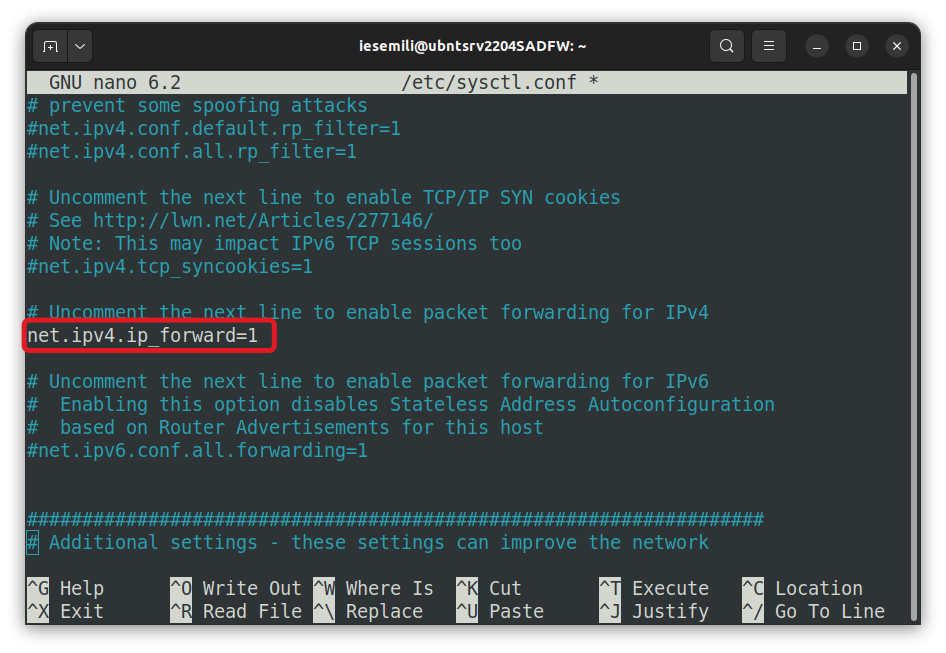 iesemili@ubntsrv2204SADFW: ~
GNU nano 6.2 /etc/sysctl.conf *
# prevent some spoofing attacks
#net.ipv4.conf.default.rp_filter=1
#net.ipv4.conf.all.rp_filter=1
# Uncomment the next line to enable TCP/IP SYN cookies
# See http://lwn.net/Articles/277146/
# Note: This may impact IPv6 TCP sessions too
#net.ipv4.tcp_syncookies=1
# Uncomment the next line to enable packet forwarding for IPv4
net.ipv4.ip_forward=1
# Uncomment the next line to enable packet forwarding for IPv6
#  Enabling this option disables Stateless Address Autoconfiguration
#  based on Router Advertisements for this host
#net.ipv6.conf.all.forwarding=1
###################################################################
# Additional settings - these settings can improve the network
^G Help ^O Write Out ^W Where Is ^K Cut ^T Execute ^C Location
^X Exit ^R Read File ^\ Replace ^U Paste ^J Justify ^/ Go To Line